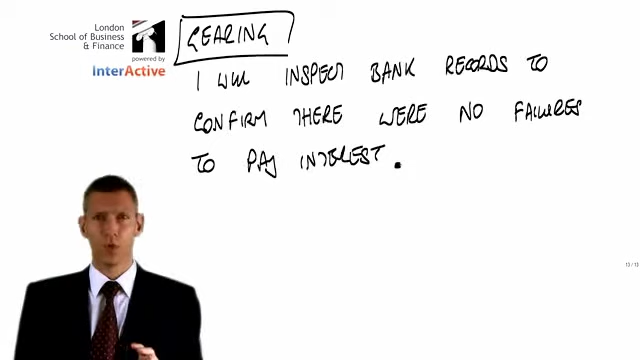 London
School of Business
& Finance
powered by
InterActive
GEARING
I WILL INSPECT BANK RECORDS TO
CONFIRM THERE WERE NO FAILURES
TO PAY INTEREST.
13 / 13